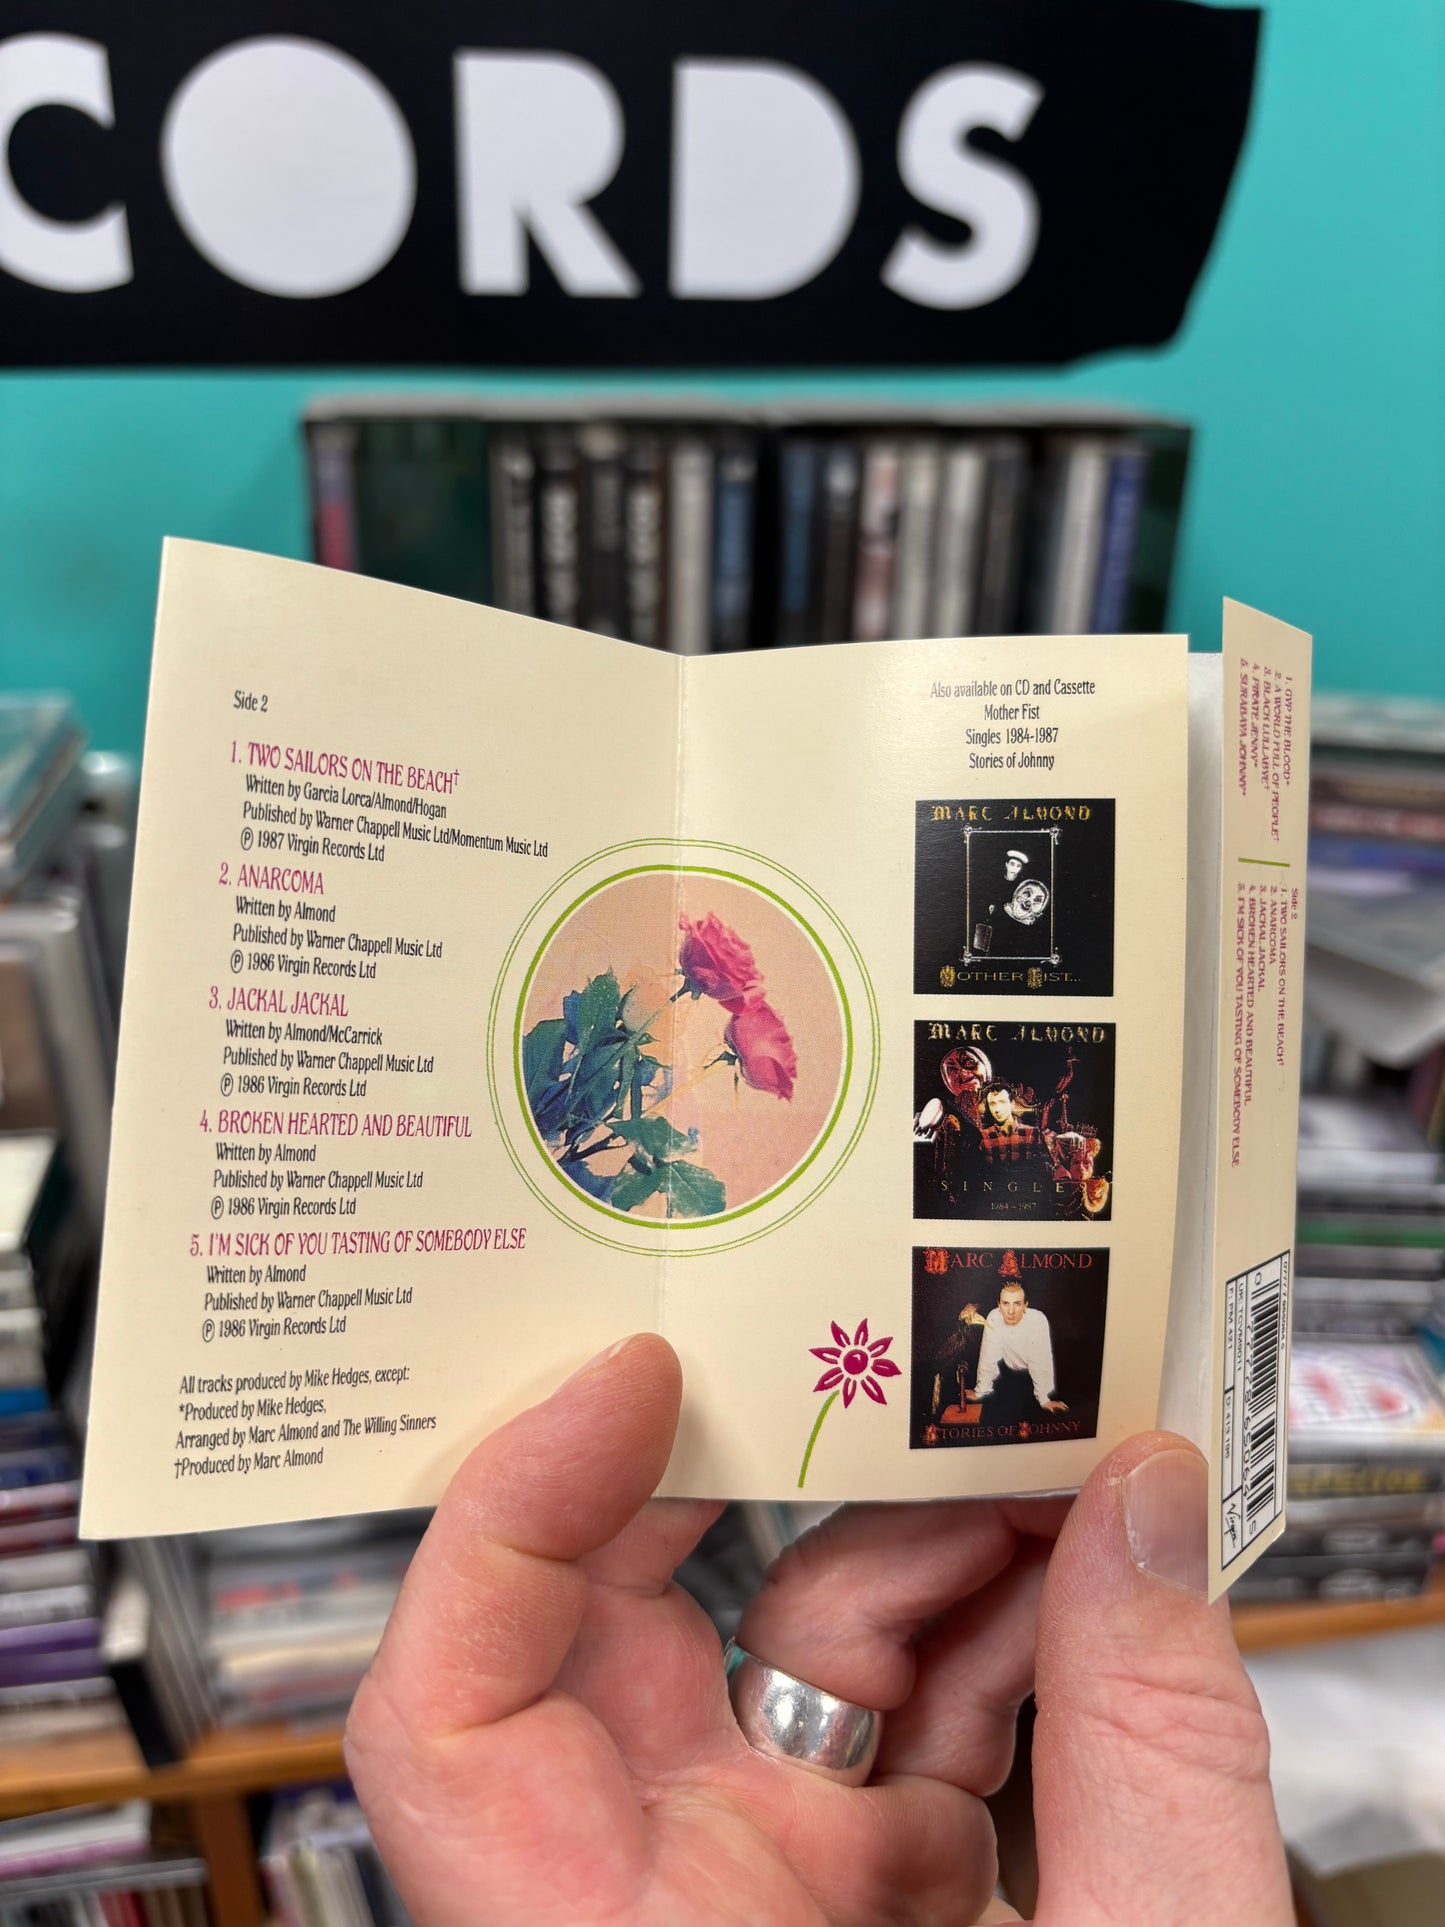 CORDS
Side 2
1. TWO SAILORS ON THE BEACH†
Written by Garcia Lorca/Almond/Hogan
Published by Warner Chappell Music Ltd/Momentum Music Ltd
Ⓟ 1987 Virgin Records Ltd
2. ANARCOMA
Written by Almond
Published by Warner Chappell Music Ltd
Ⓟ 1986 Virgin Records Ltd
3. JACKAL JACKAL
Written by Almond/McCarrick
Published by Warner Chappell Music Ltd
Ⓟ 1986 Virgin Records Ltd
4. BROKEN HEARTED AND BEAUTIFUL
Written by Almond
Published by Warner Chappell Music Ltd
Ⓟ 1986 Virgin Records Ltd
5. I'M SICK OF YOU TASTING OF SOMEBODY ELSE
Written by Almond
Published by Warner Chappell Music Ltd
Ⓟ 1986 Virgin Records Ltd
All tracks produced by Mike Hedges, except:
*Produced by Mike Hedges,
Arranged by Marc Almond and The Willing Sinners
†Produced by Marc Almond
Also available on CD and Cassette
Mother Fist
Singles 1984-1987
Stories of Johnny
MARC ALMOND
MOTHER FIST...
MARC ALMOND
SINGLES
1984-1987
MARC ALMOND
STORIES OF JOHNNY
1. GYP THE BLOOD*
2. A WORLD FULL OF PEOPLE†
3. BLACK LULLABYE†
4. PIRATE JENNY*
5. SURABAYA JOHNNY*
Side 2
1. TWO SAILORS ON THE BEACH†
2. ANARCOMA
3. JACKAL JACKAL
4. BROKEN HEARTED AND BEAUTIFUL
5. I'M SICK OF YOU TASTING OF SOMEBODY ELSE
UK: TCVM9011
F: PM 421
D: 413 196
Virgin